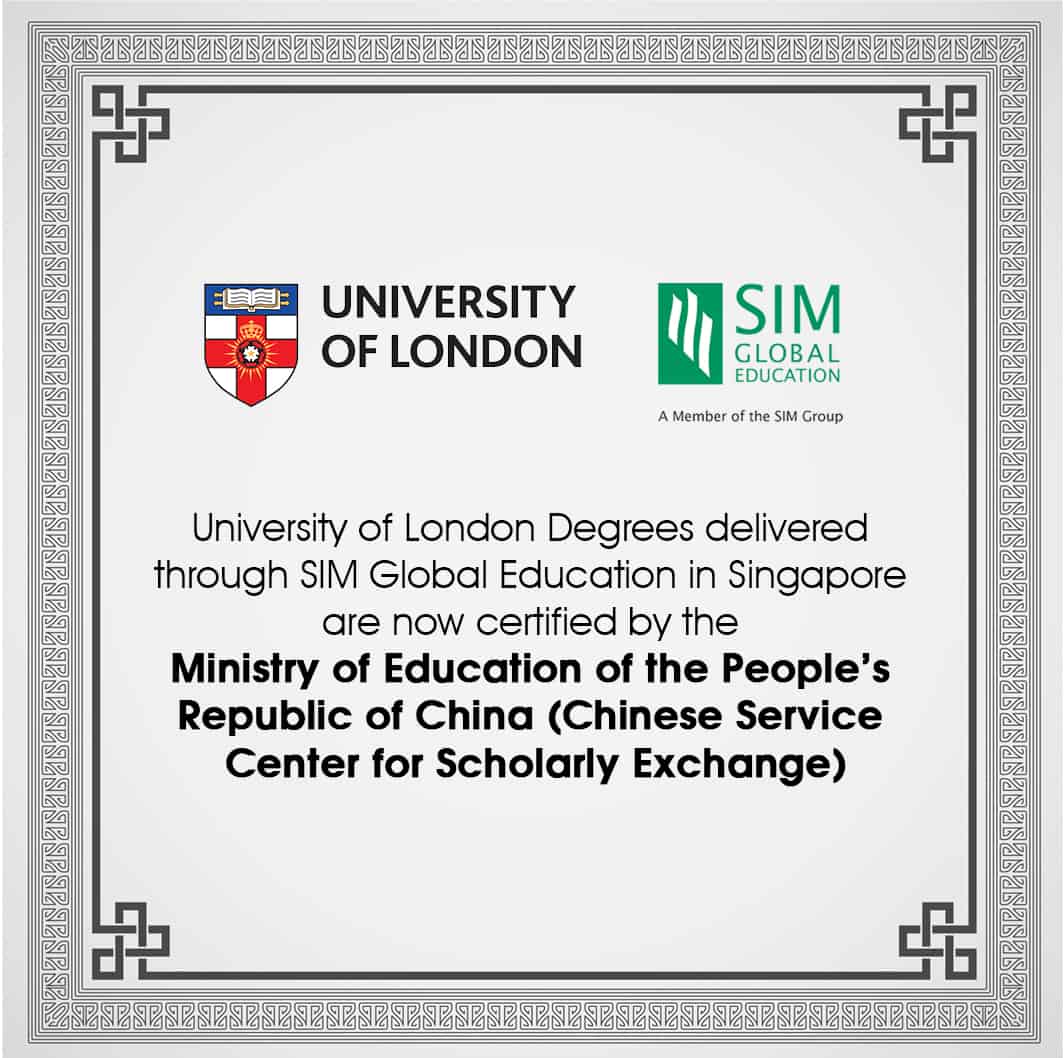 UNIVERSITY
OF LONDON
SIM
GLOBAL
EDUCATION
A Member of the SIM Group
University of London Degrees delivered
through SIM Global Education in Singapore
are now certified by the
Ministry of Education of the People’s
Republic of China (Chinese Service
Center for Scholarly Exchange)